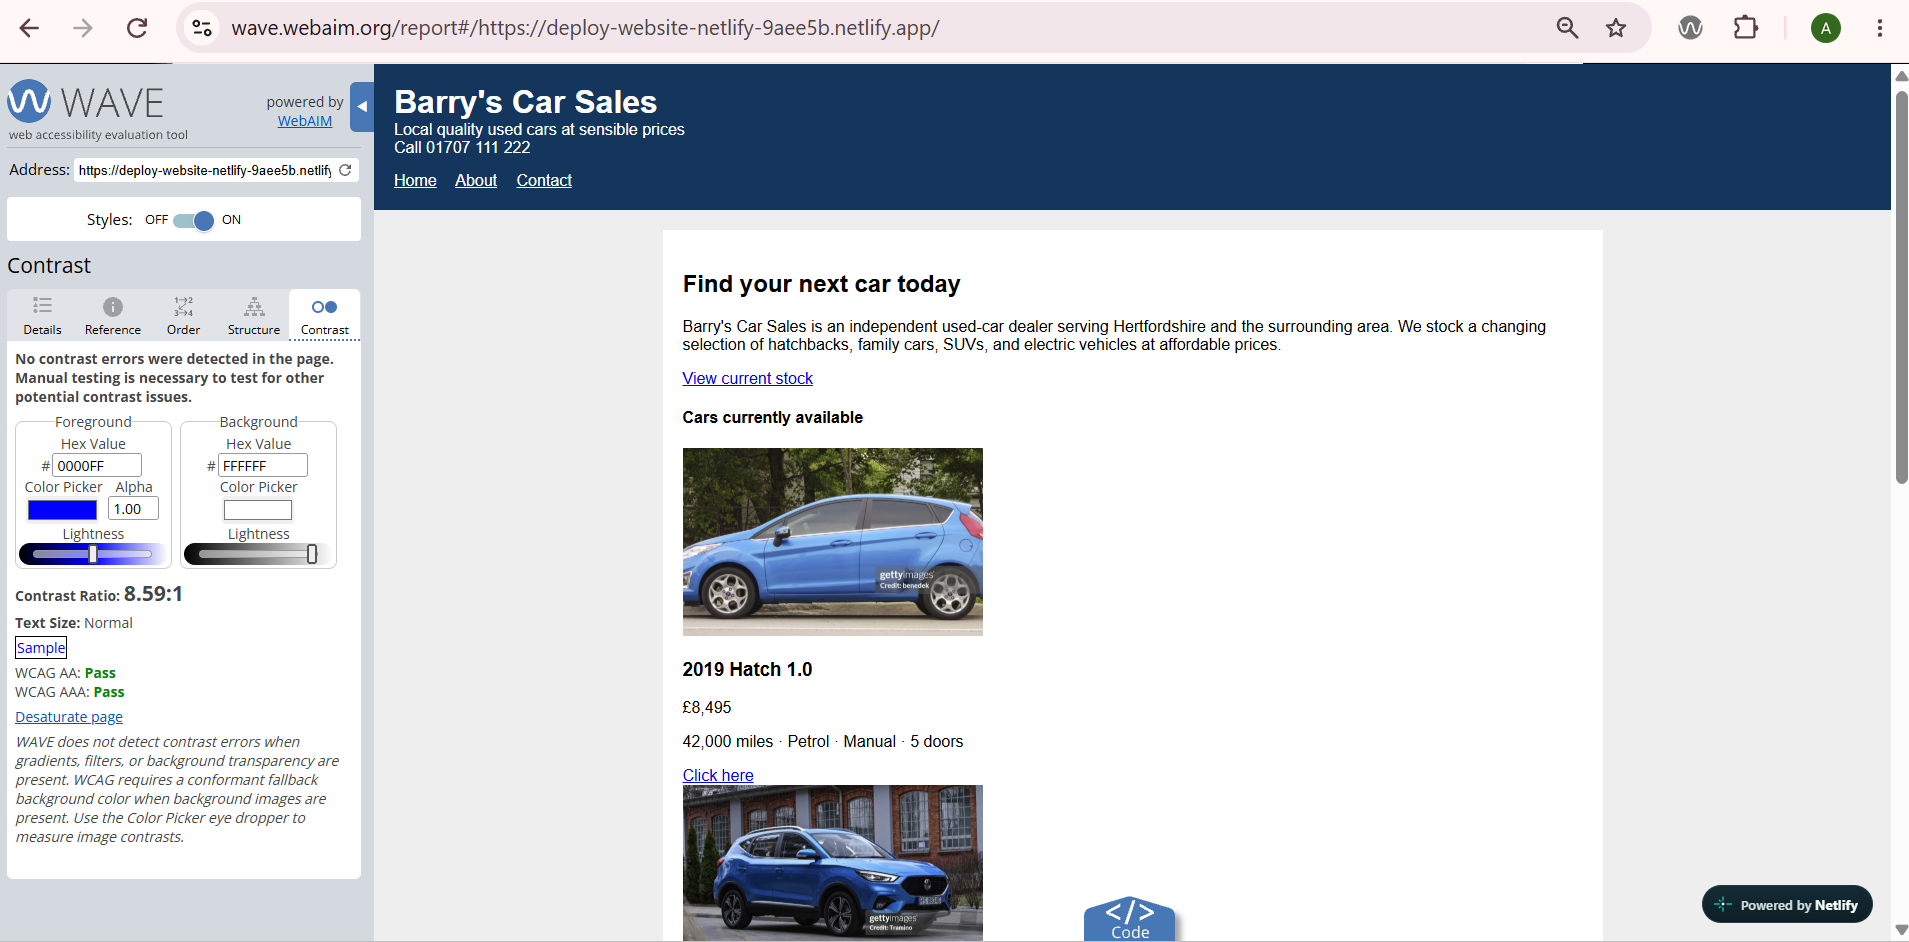 wave.webaim.org/report#/https://deploy-website-netlify-9aee5b.netlify.app/
A
WAVE
web accessibility evaluation tool
powered by
WebAIM
Address: https://deploy-website-netlify-9aee5b.netlify
Styles: OFF ON
Contrast
Details
Reference
Order
Structure
Contrast
No contrast errors were detected in the page.
Manual testing is necessary to test for other
potential contrast issues.
Foreground
Hex Value
# 0000FF
Color Picker Alpha
1.00
Lightness
Background
Hex Value
# FFFFFF
Color Picker
Lightness
Contrast Ratio: 8.59:1
Text Size: Normal
Sample
WCAG AA: Pass
WCAG AAA: Pass
Desaturate page
WAVE does not detect contrast errors when
gradients, filters, or background transparency are
present. WCAG requires a conformant fallback
background color when background images are
present. Use the Color Picker eye dropper to
measure image contrasts.
Barry's Car Sales
Local quality used cars at sensible prices
Call 01707 111 222
Home About Contact
Find your next car today
Barry's Car Sales is an independent used-car dealer serving Hertfordshire and the surrounding area. We stock a changing
selection of hatchbacks, family cars, SUVs, and electric vehicles at affordable prices.
View current stock
Cars currently available
gettyimages
Credit: benedek
2019 Hatch 1.0
£8,495
42,000 miles · Petrol · Manual · 5 doors
Click here
gettyimages
Credit: Tramino
</>
Code
Powered by Netlify